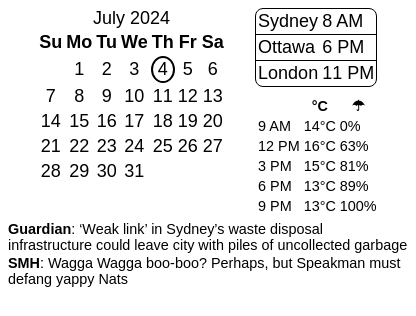 July 2024
Su Mo Tu We Th Fr Sa
1 2 3 4 5 6
7 8 9 10 11 12 13
14 15 16 17 18 19 20
21 22 23 24 25 26 27
28 29 30 31
Sydney 8 AM
Ottawa 6 PM
London 11 PM
°C ☂
9 AM 14°C 0%
12 PM 16°C 63%
3 PM 15°C 81%
6 PM 13°C 89%
9 PM 13°C 100%
Guardian: ‘Weak link’ in Sydney’s waste disposal
infrastructure could leave city with piles of uncollected garbage
SMH: Wagga Wagga boo-boo? Perhaps, but Speakman must
defang yappy Nats